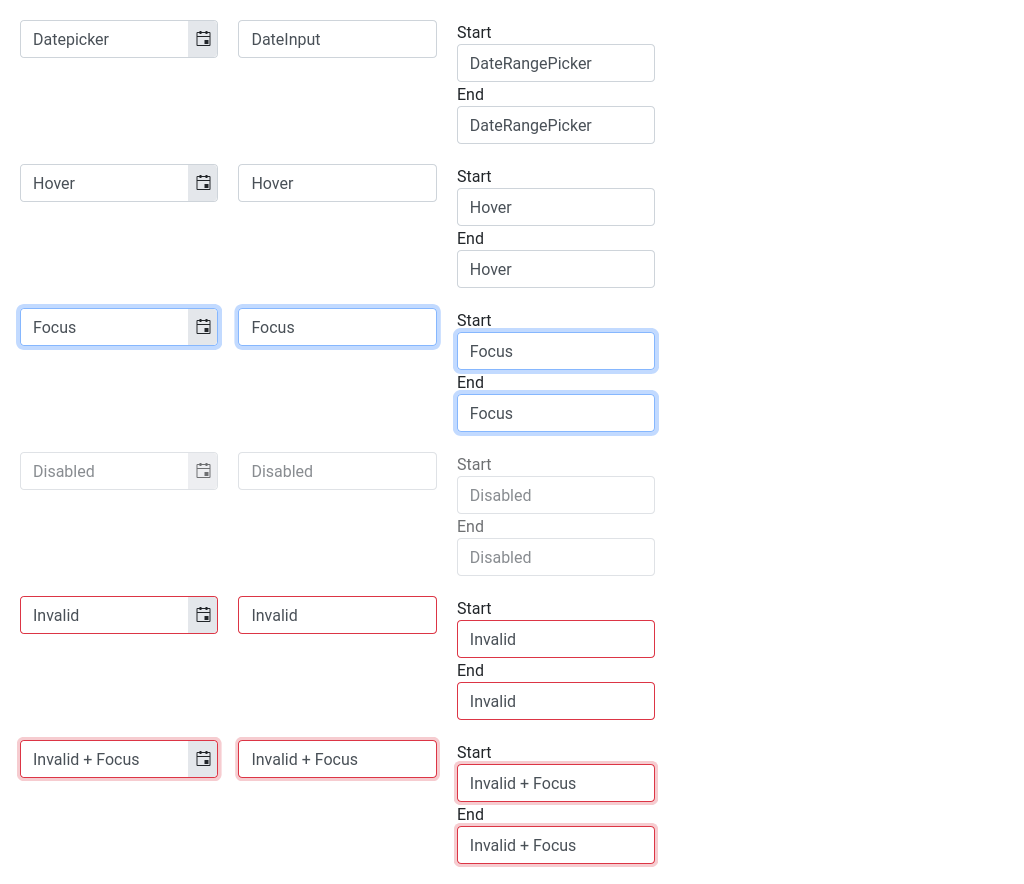 Datepicker
DateInput
Start
DateRangePicker
End
DateRangePicker
Hover
Hover
Start
Hover
End
Hover
Focus
Focus
Start
Focus
End
Focus
Disabled
Disabled
Start
Disabled
End
Disabled
Invalid
Invalid
Start
Invalid
End
Invalid
Invalid + Focus
Invalid + Focus
Start
Invalid + Focus
End
Invalid + Focus